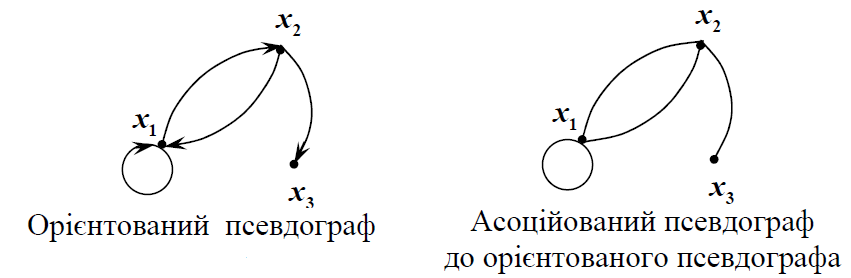 x₂
x₁
x₃
Орієнтований псевдограф
x₂
x₁
x₃
Асоційований псевдограф
до орієнтованого псевдографа